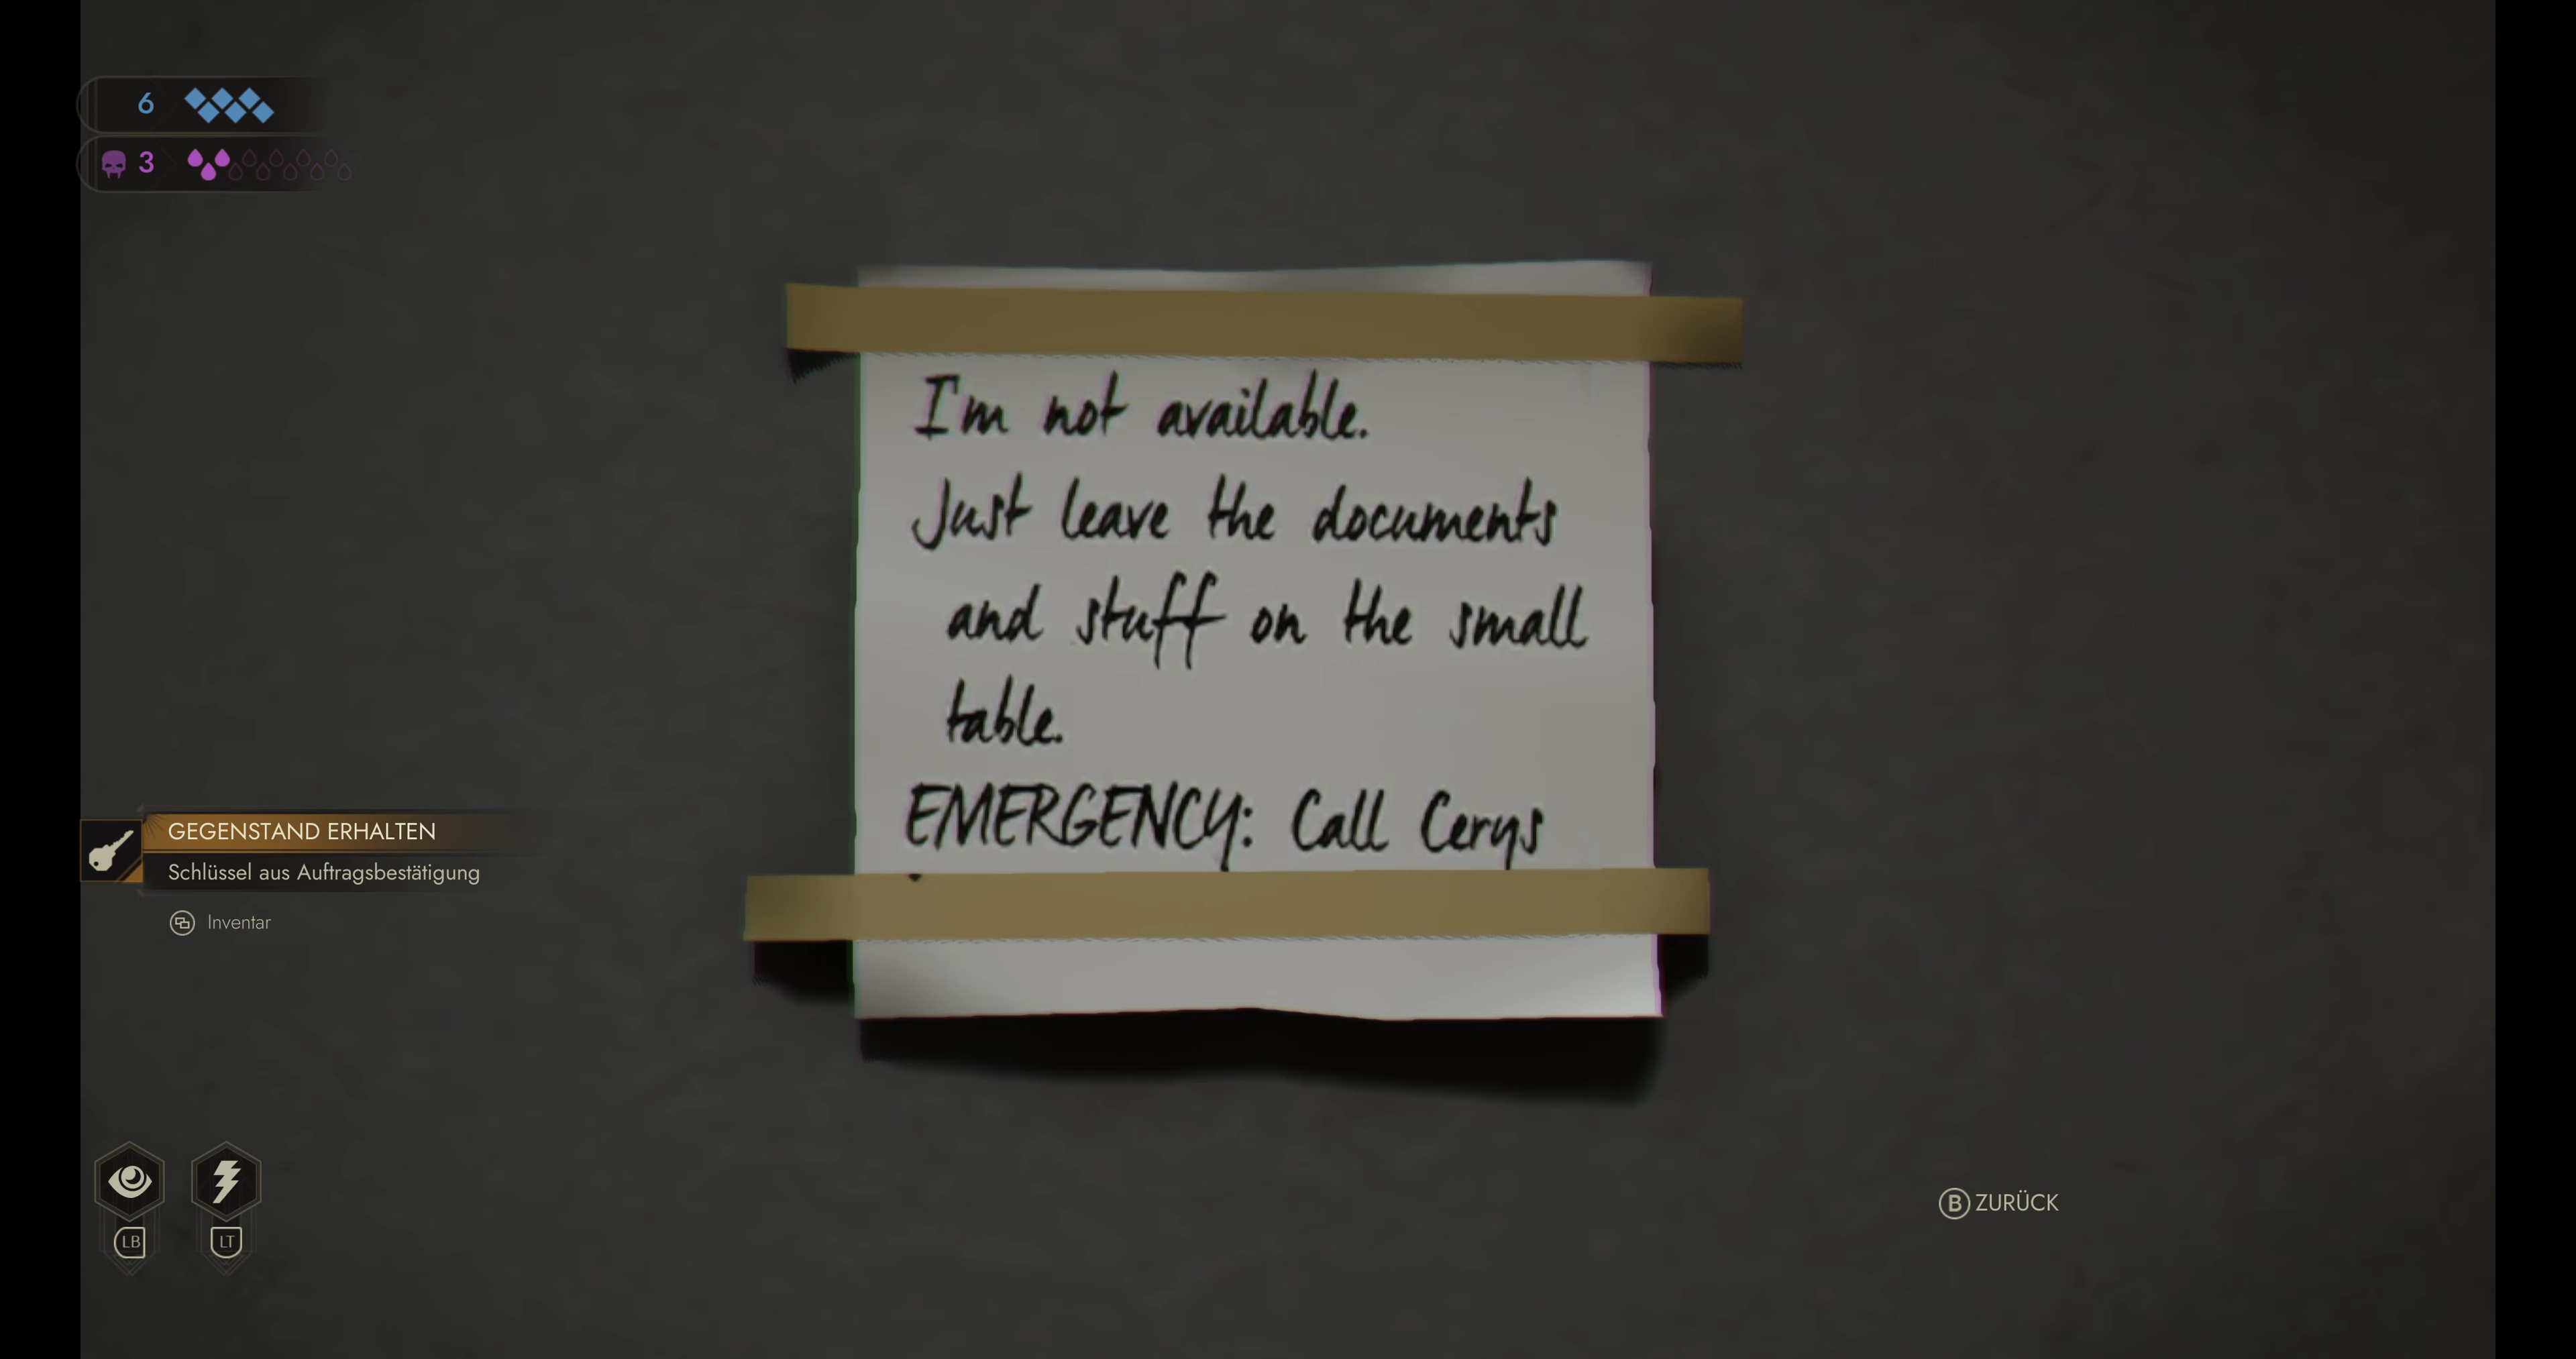 6
3
I'm not available.
Just leave the documents
and stuff on the small
table.
EMERGENCY: Call Cerys
GEGENSTAND ERHALTEN
Schlüssel aus Auftragsbestätigung
Inventar
LB LT
B ZURÜCK